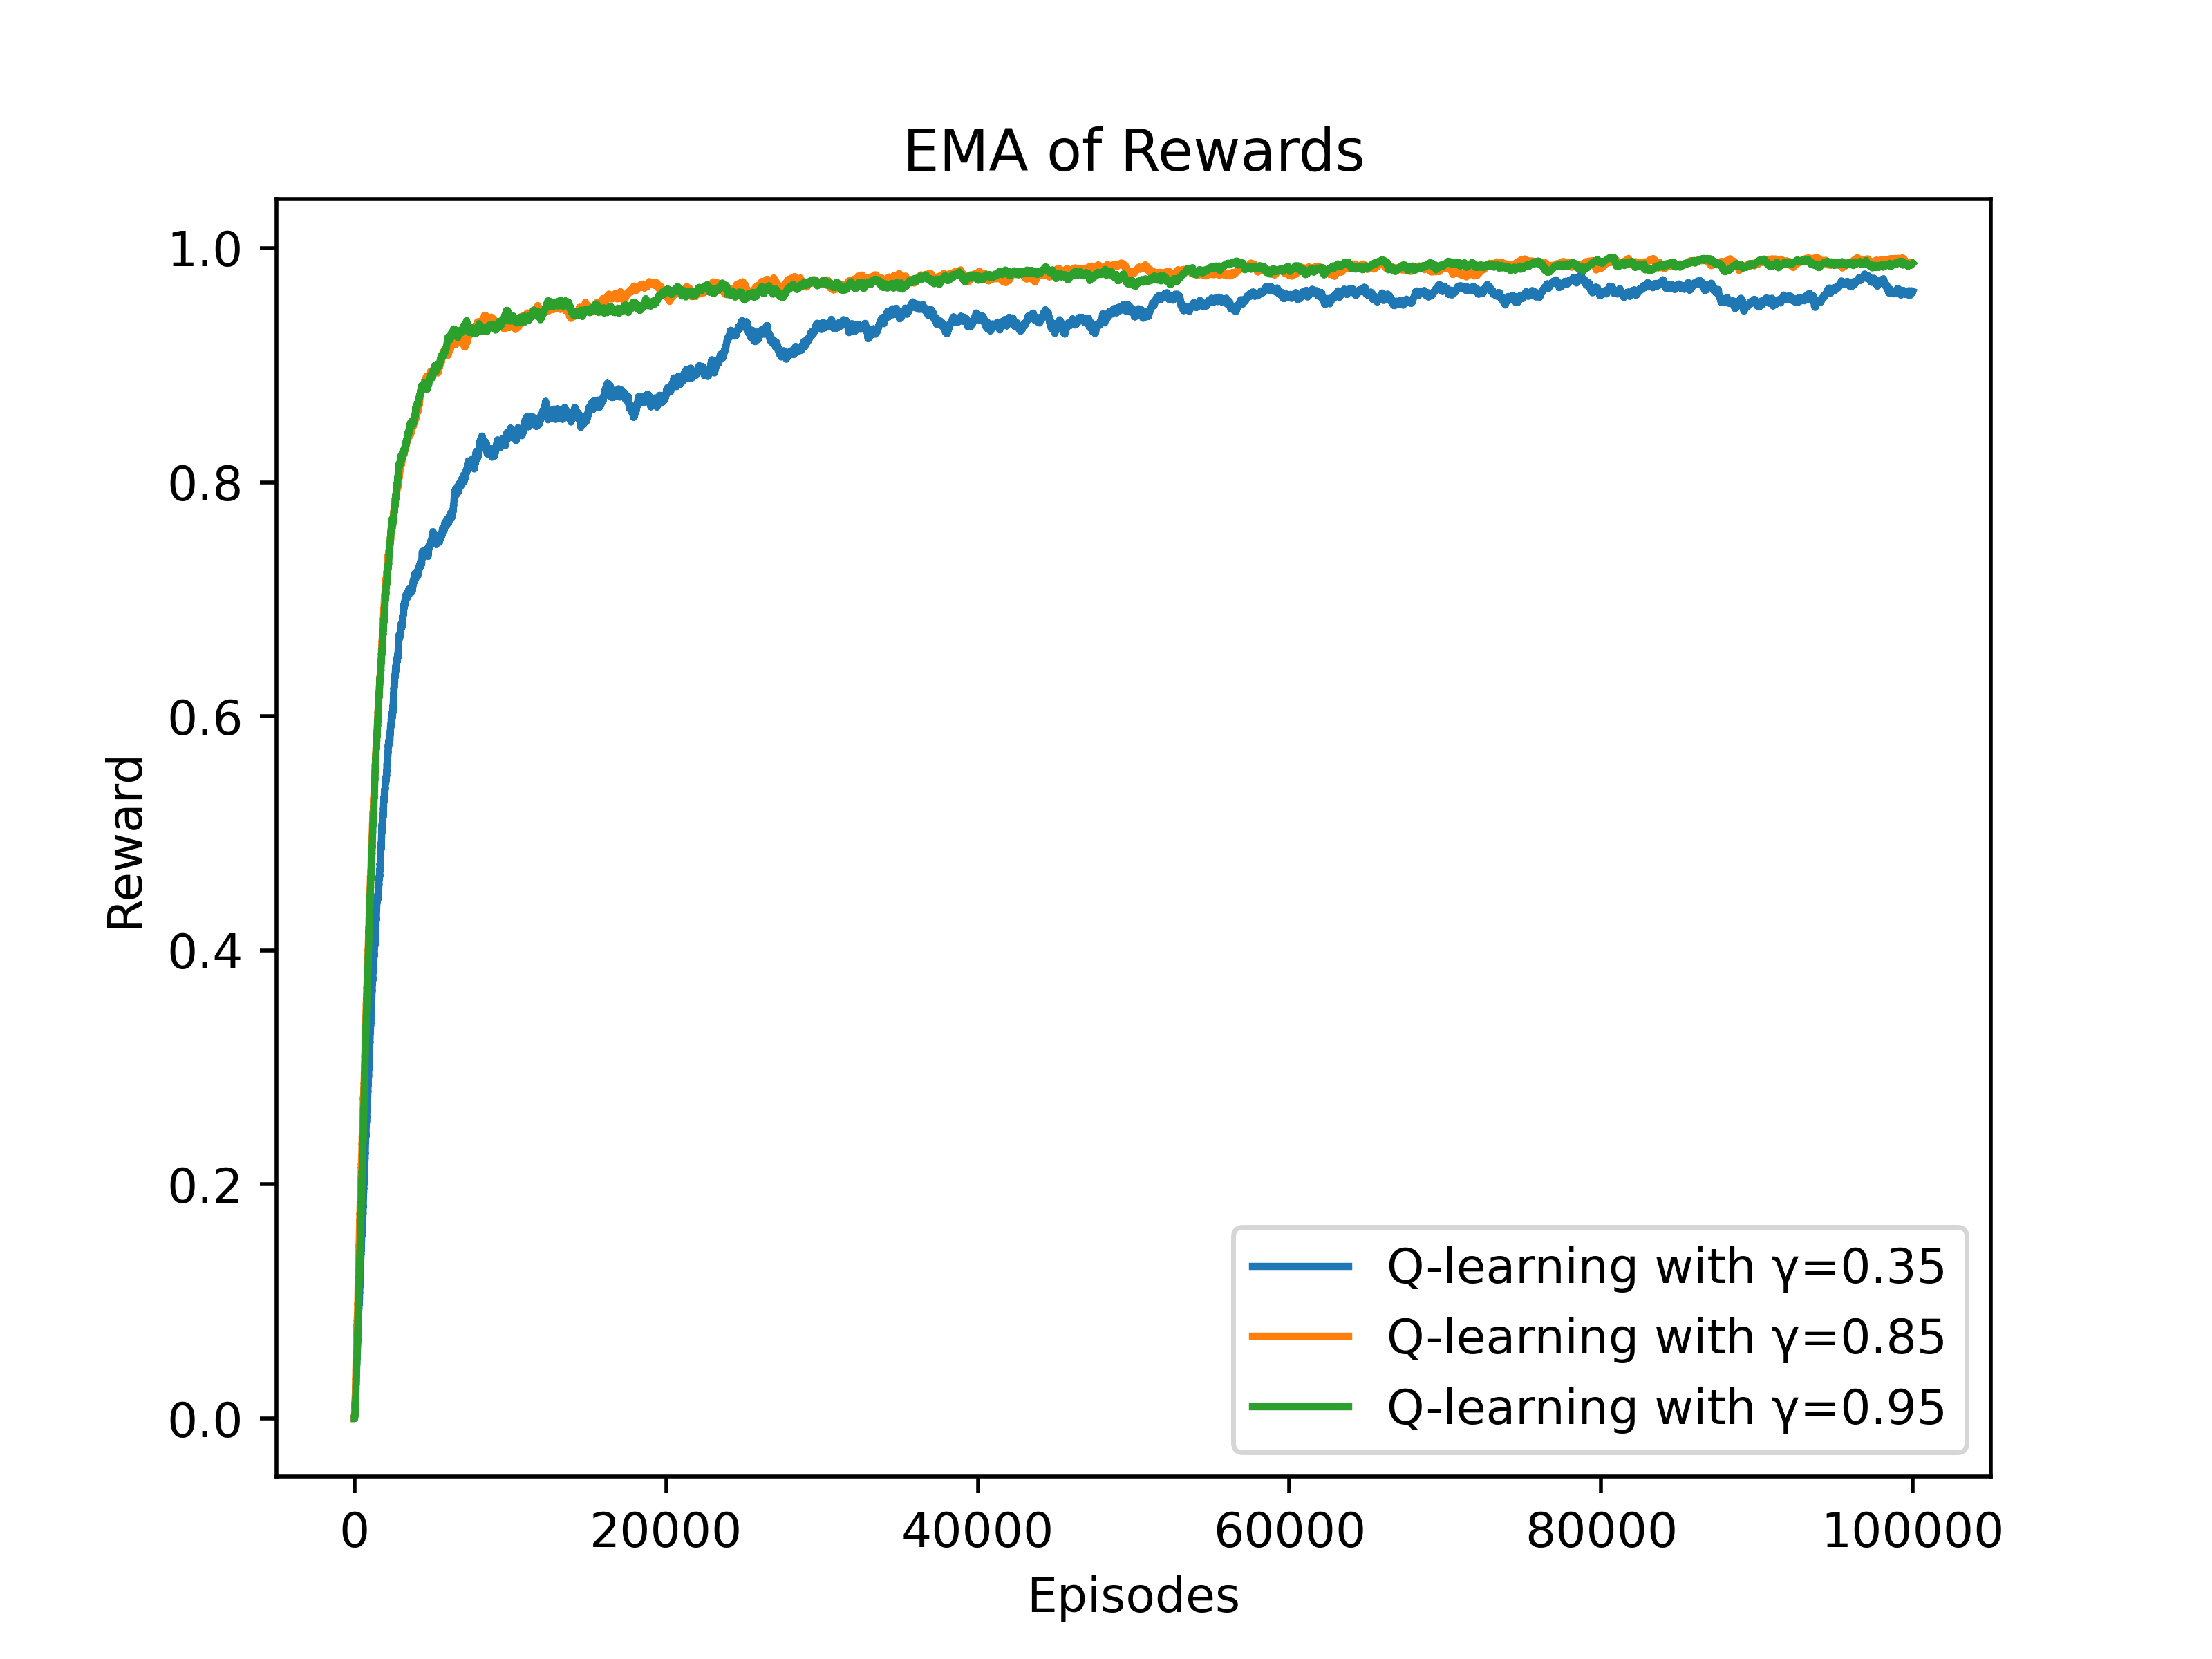 EMA of Rewards
1.0
0.8
0.6
0.4
0.2
0.0
Reward
Q-learning with γ=0.35
Q-learning with γ=0.85
Q-learning with γ=0.95
0 20000 40000 60000 80000 100000
Episodes